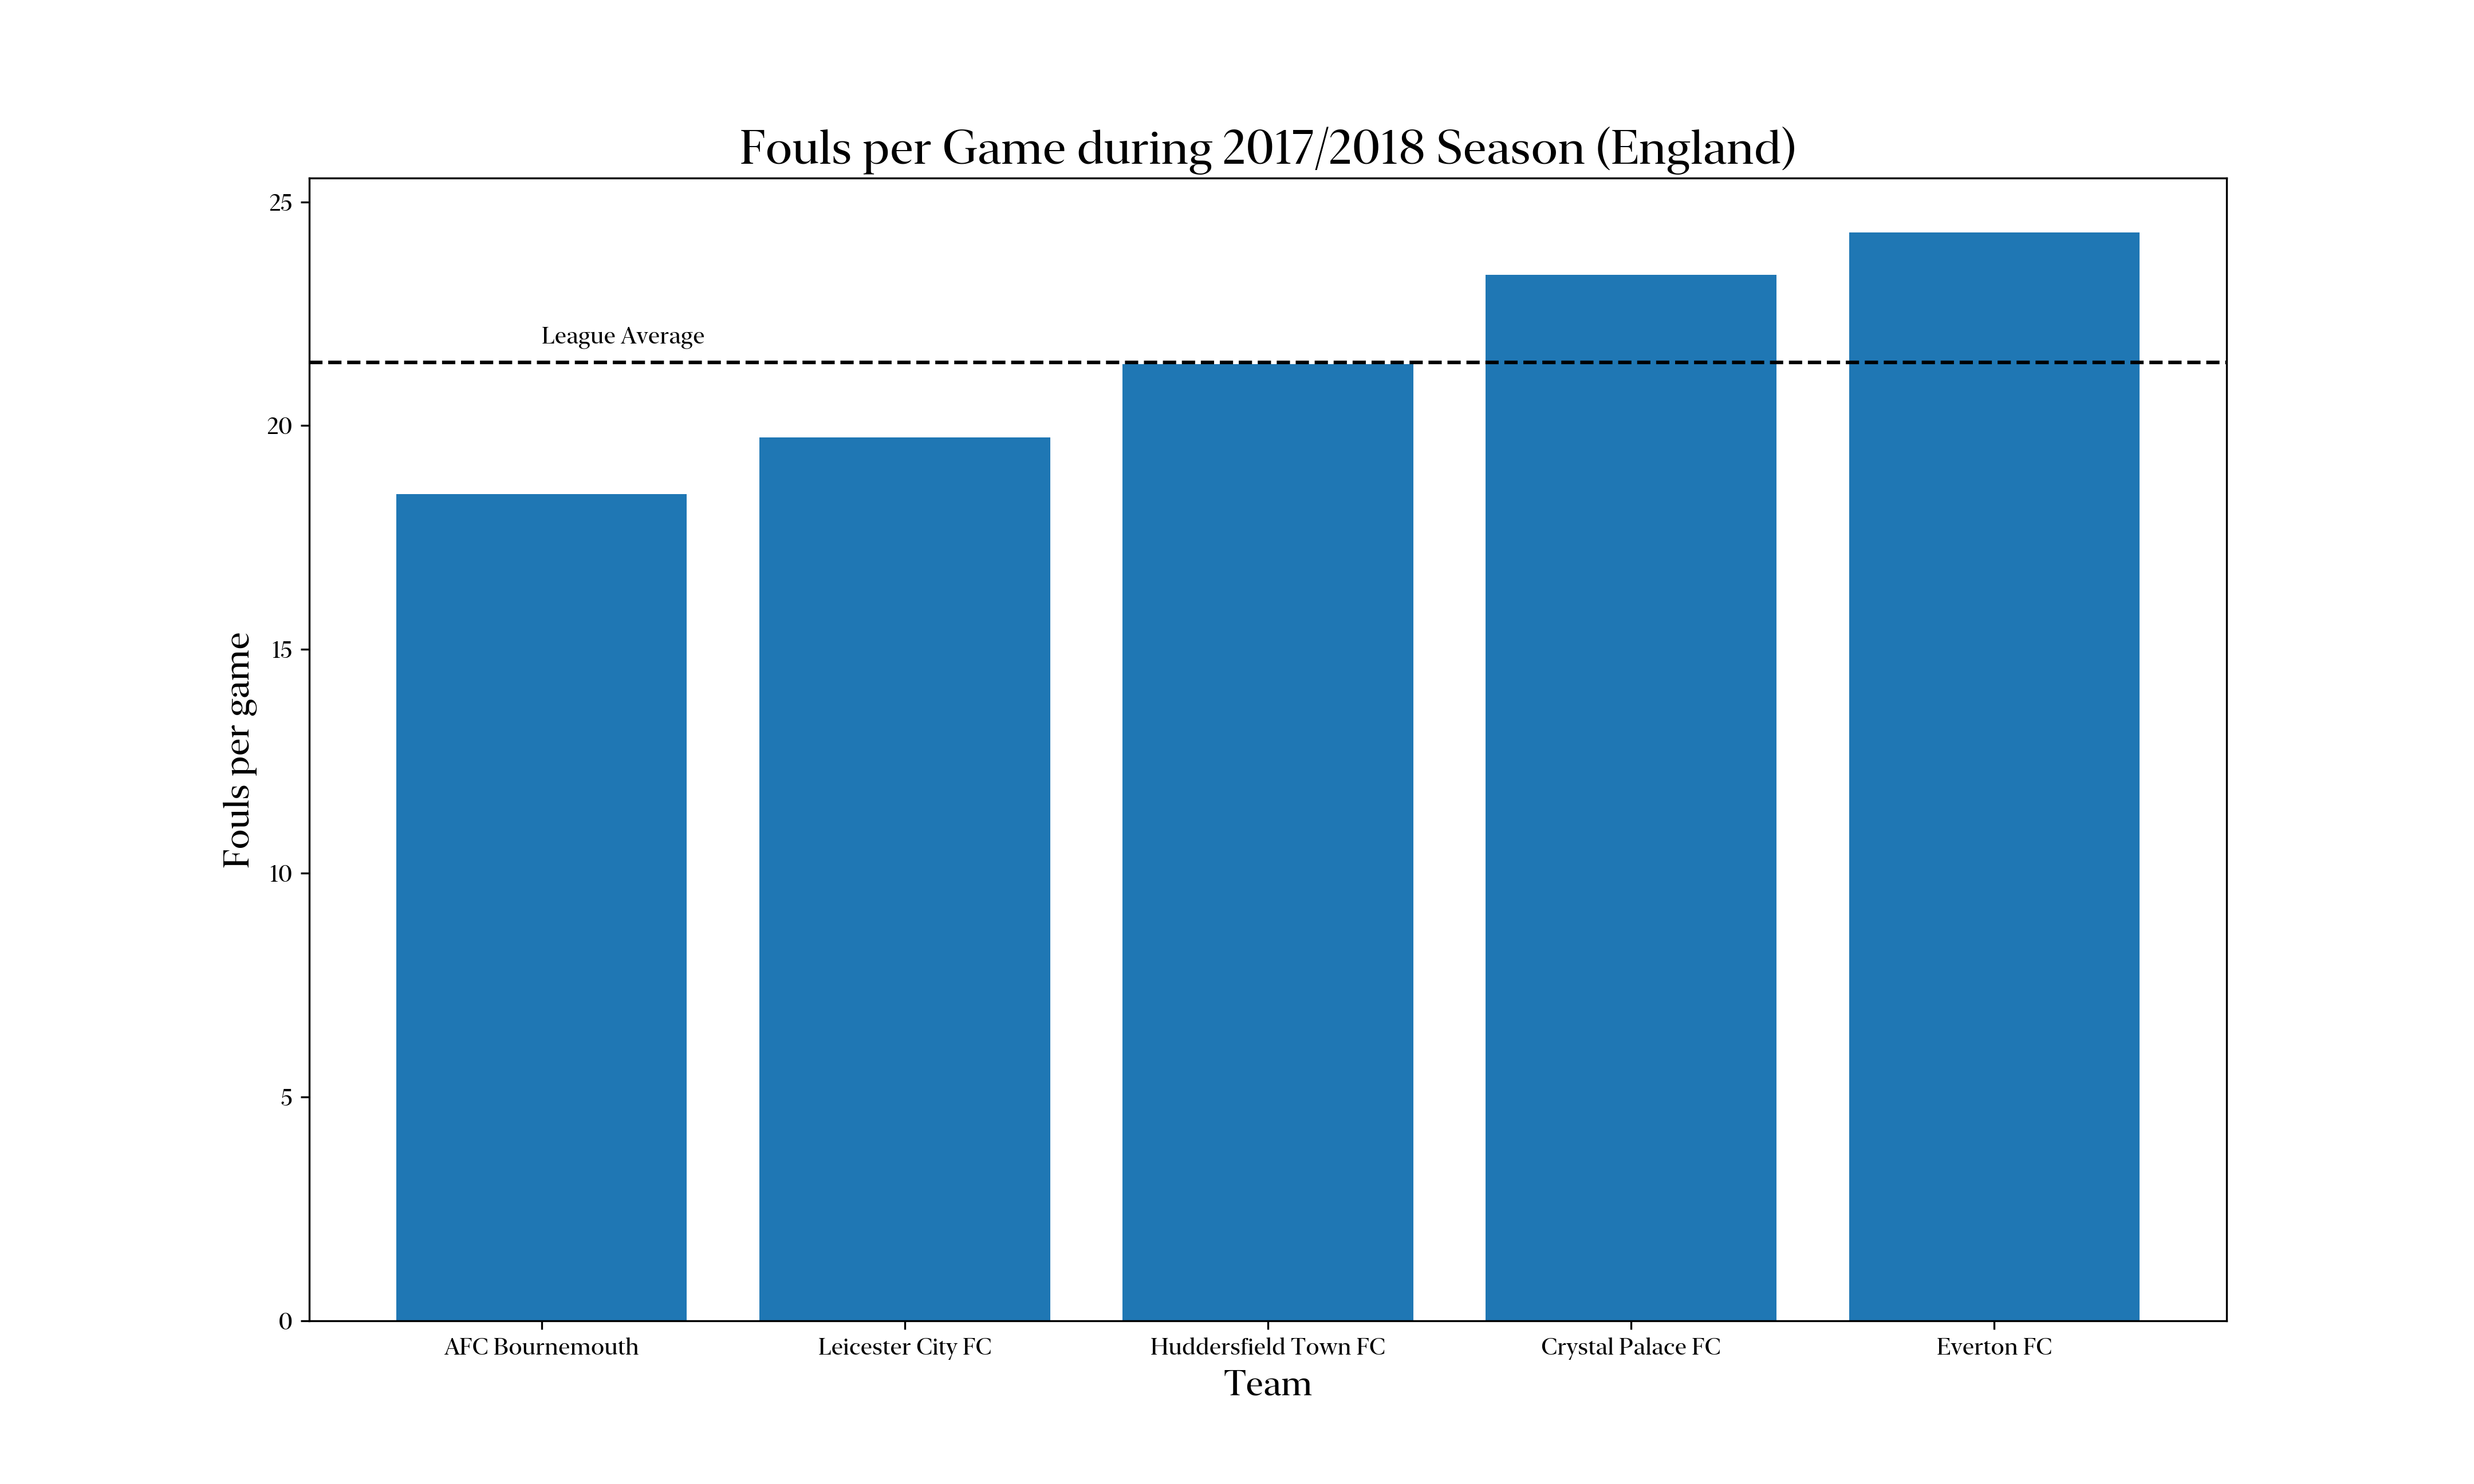 Fouls per Game during 2017/2018 Season (England)
25
League Average
20
15
10
5
0
Fouls per game
AFC Bournemouth
Leicester City FC
Huddersfield Town FC
Crystal Palace FC
Everton FC
Team